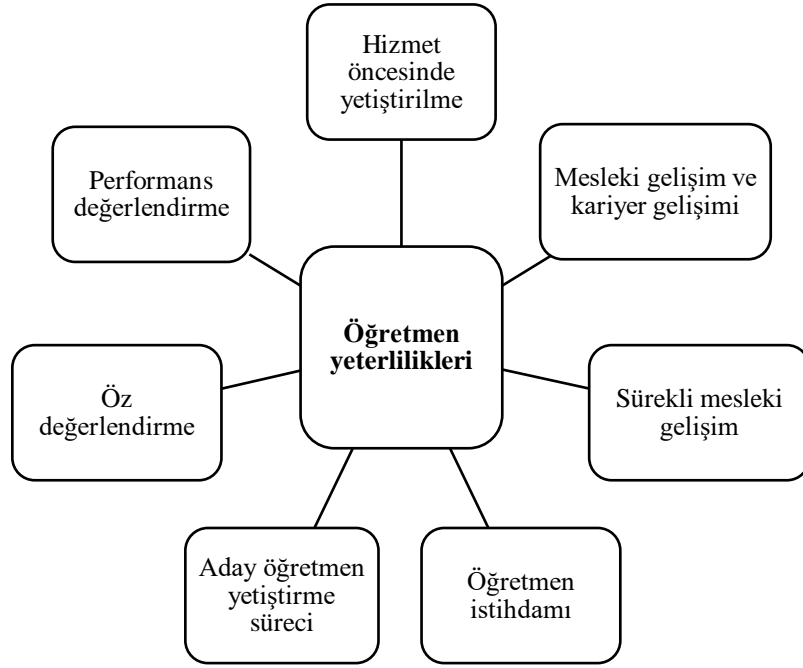 Hizmet
öncesinde
yetiştirilme
Performans
değerlendirme
Mesleki gelişim ve
kariyer gelişimi
Öğretmen
yeterlilikleri
Öz
değerlendirme
Sürekli mesleki
gelişim
Aday öğretmen
yetiştirme
süreci
Öğretmen
istihdamı